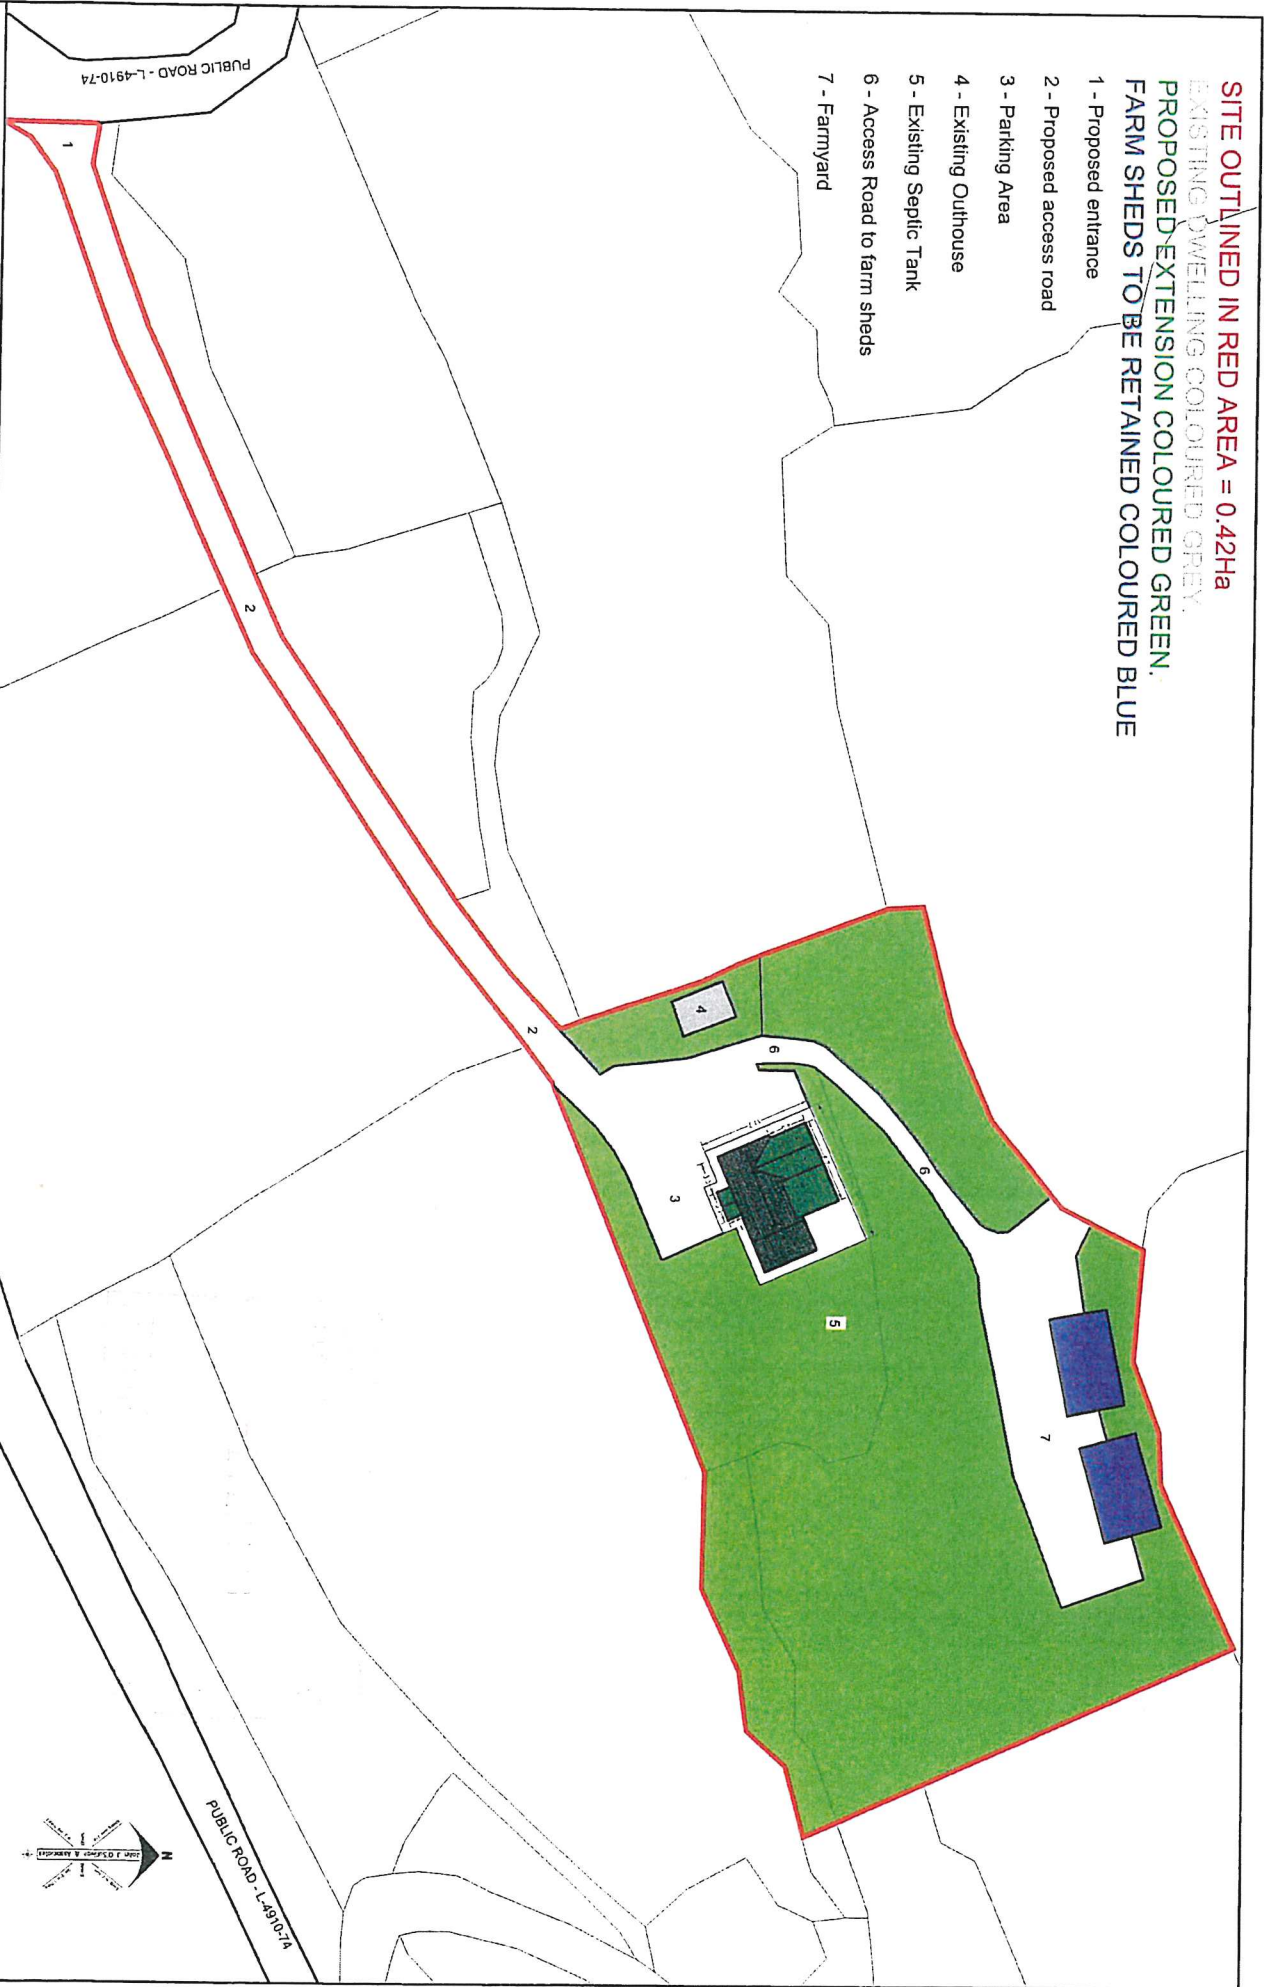 SITE OUTLINED IN RED AREA = 0.42Ha
EXISTING DWELLING COLOURED GREY.
PROPOSED EXTENSION COLOURED GREEN.
FARM SHEDS TO BE RETAINED COLOURED BLUE
1 - Proposed entrance
2 - Proposed access road
3 - Parking Area
4 - Existing Outhouse
5 - Existing Septic Tank
6 - Access Road to farm sheds
7 - Farmyard
PUBLIC ROAD - L-4910-74
1
2
2
3
4
5
6
6
7
PUBLIC ROAD - L-4910-74
N